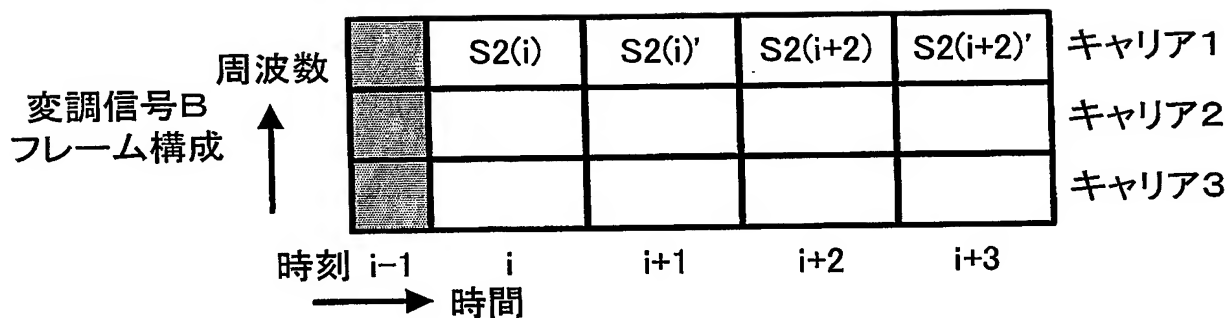 S2(i) S2(i)' S2(i+2) S2(i+2)' キャリア1
周波数
変調信号B
フレーム構成
キャリア2
キャリア3
時刻 i-1 i i+1 i+2 i+3
時間